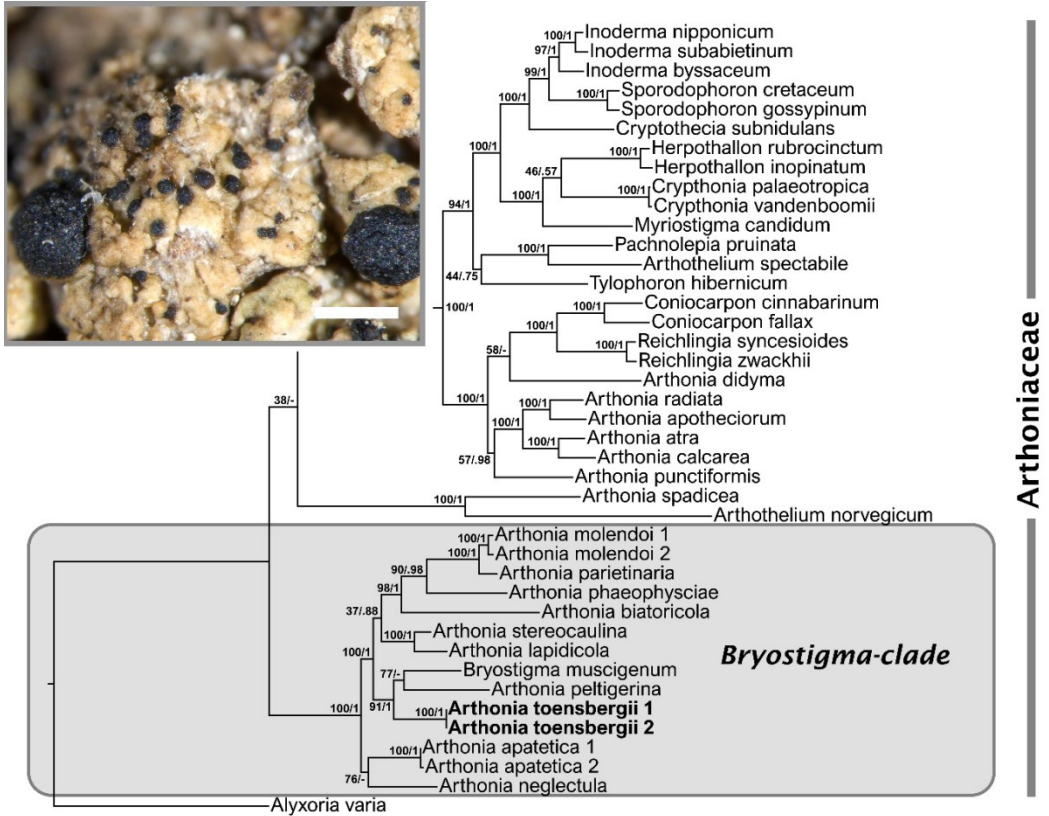 100/1
Inoderma nipponicum
97/1
Inoderma subabietinum
99/1
Inoderma byssaceum
100/1
Sporodophoron cretaceum
100/1
Sporodophoron gossypinum
Cryptothecia subnidulans
100/1
Herpothallon rubrocinctum
100/1
Herpothallon inopinatum
46/.57
100/1
Crypthonia palaeotropica
Crypthonia vandenboomii
94/1
100/1
Myriostigma candidum
100/1
Pachnolepia pruinata
Arthothelium spectabile
44/.75
Tylophoron hibernicum
100/1
100/1
Coniocarpon cinnabarinum
100/1
Coniocarpon fallax
58/-
100/1
Reichlingia syncesioides
Reichlingia zwackhii
Arthonia didyma
38/-
100/1
100/1
Arthonia radiata
Arthonia apotheciorum
100/1
100/1
Arthonia atra
Arthonia calcarea
57/.98
Arthonia punctiformis
100/1
Arthonia spadicea
Arthothelium norvegicum
Arthoniaceae
Arthonia molendoi 1
100/1
Arthonia molendoi 2
100/1
90/.98
Arthonia parietinaria
98/1
Arthonia phaeophysciae
37/.88
Arthonia biatoricola
100/1
Arthonia stereocaulina
Arthonia lapidicola
100/1
Bryostigma-clade
77/-
Bryostigma muscigenum
Arthonia peltigerina
91/1
100/1
Arthonia toensbergii 1
100/1
Arthonia toensbergii 2
100/1
Arthonia apatetica 1
Arthonia apatetica 2
76/-
Arthonia neglectula
Alyxoria varia